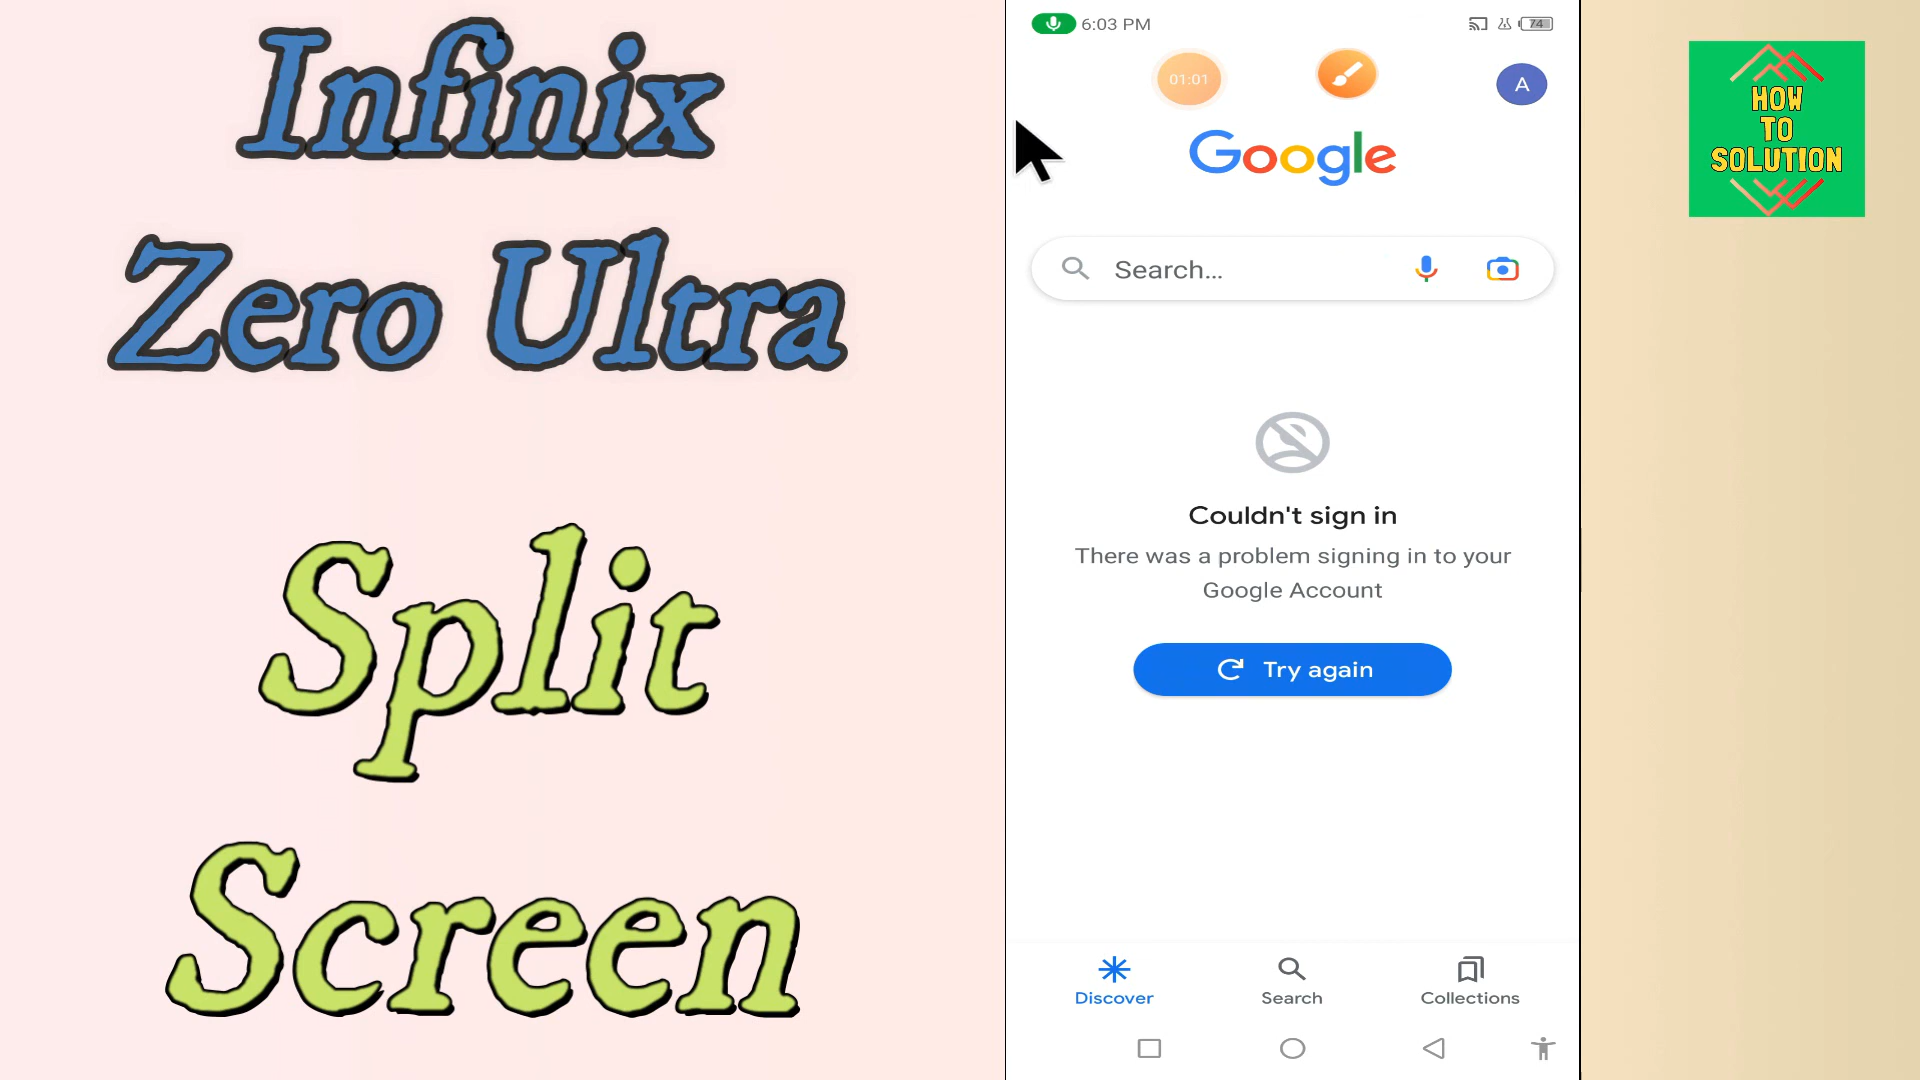 Infinix
Zero Ultra
Split
Screen
6:03 PM
74
01:01
A
Google
Search...
Couldn't sign in
There was a problem signing in to your
Google Account
Try again
Discover
Search
Collections
HOW
TO
SOLUTION